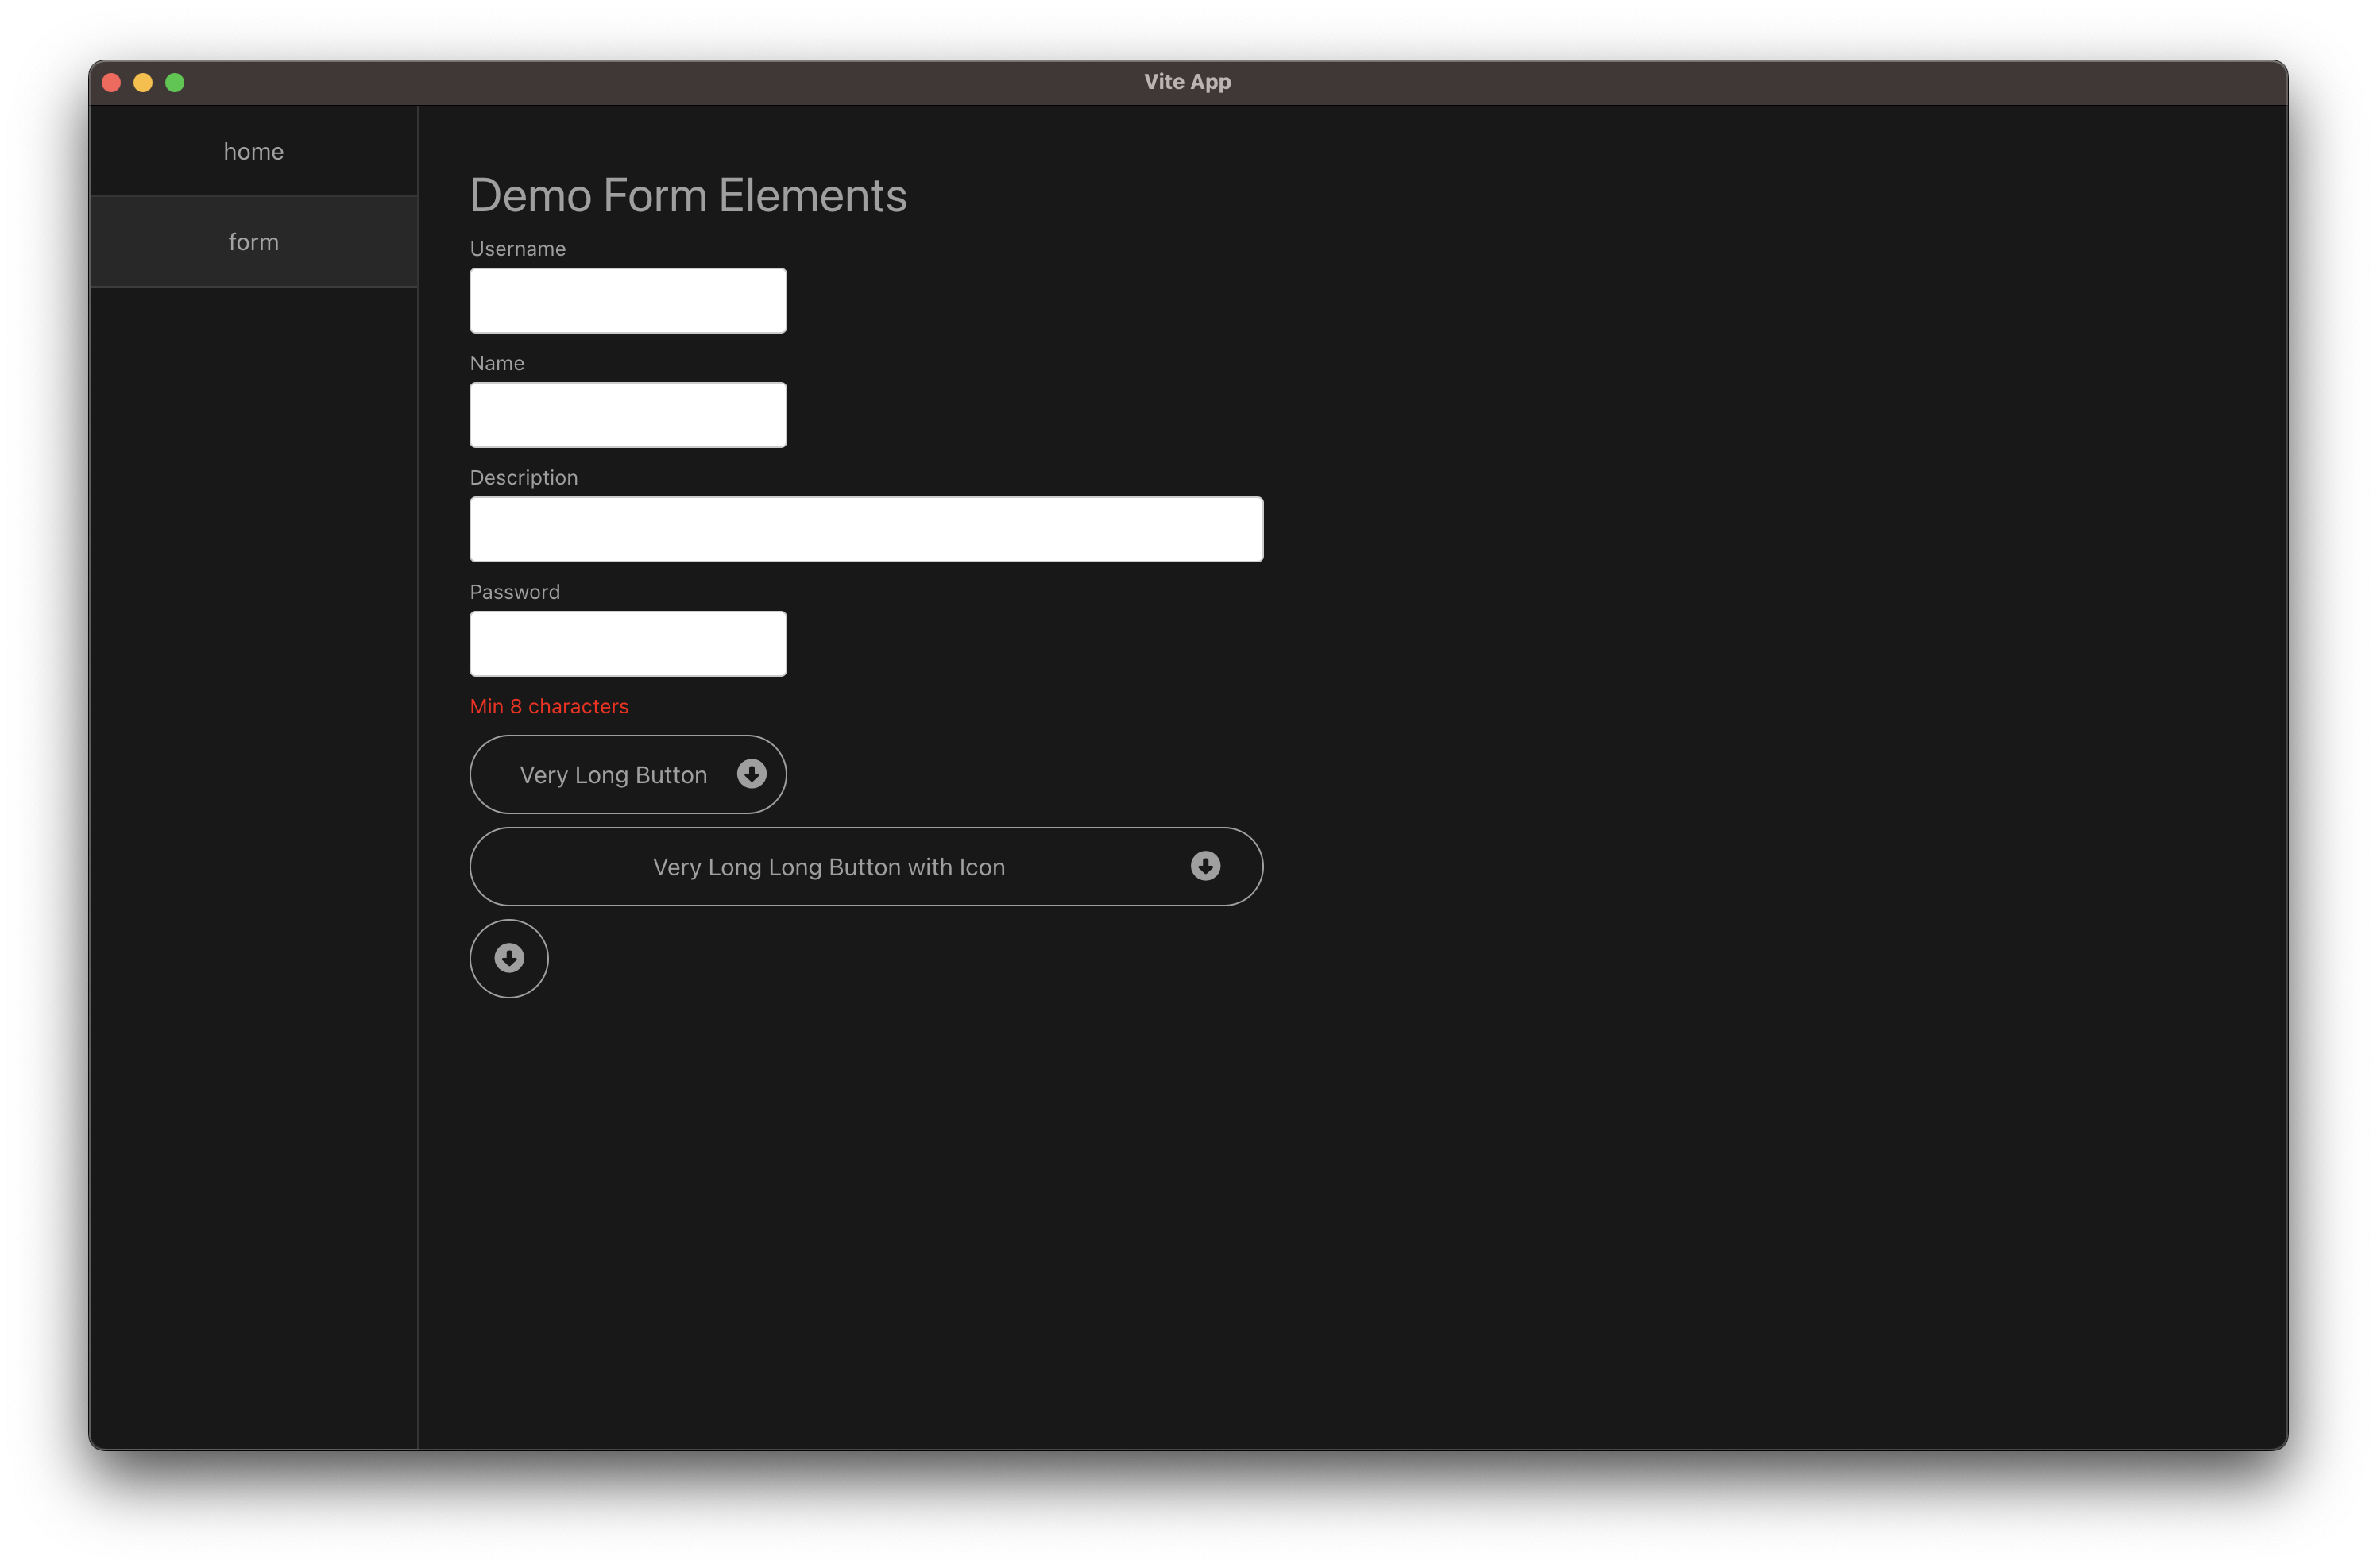 Vite App
home
form
Demo Form Elements
Username
Name
Description
Password
Min 8 characters
Very Long Button
Very Long Long Button with Icon